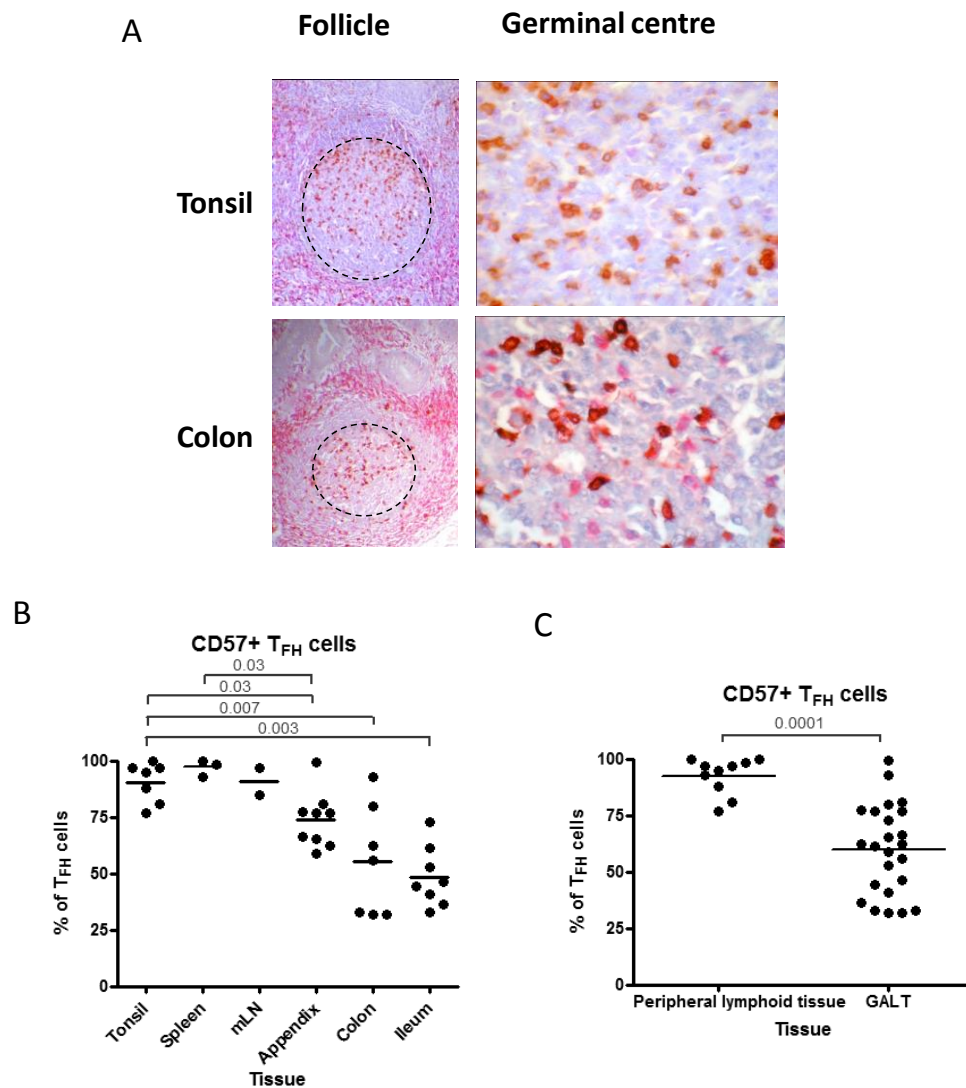 A
Follicle
Germinal centre
Tonsil
Colon
B
CD57+ TFH cells
0.03
0.03
0.007
0.003
100
75
50
25
0
% of TFH cells
Tonsil
Spleen
mLN
Appendix
Colon
Ileum
Tissue
C
CD57+ TFH cells
0.0001
100
75
50
25
0
% of TFH cells
Peripheral lymphoid tissue
GALT
Tissue